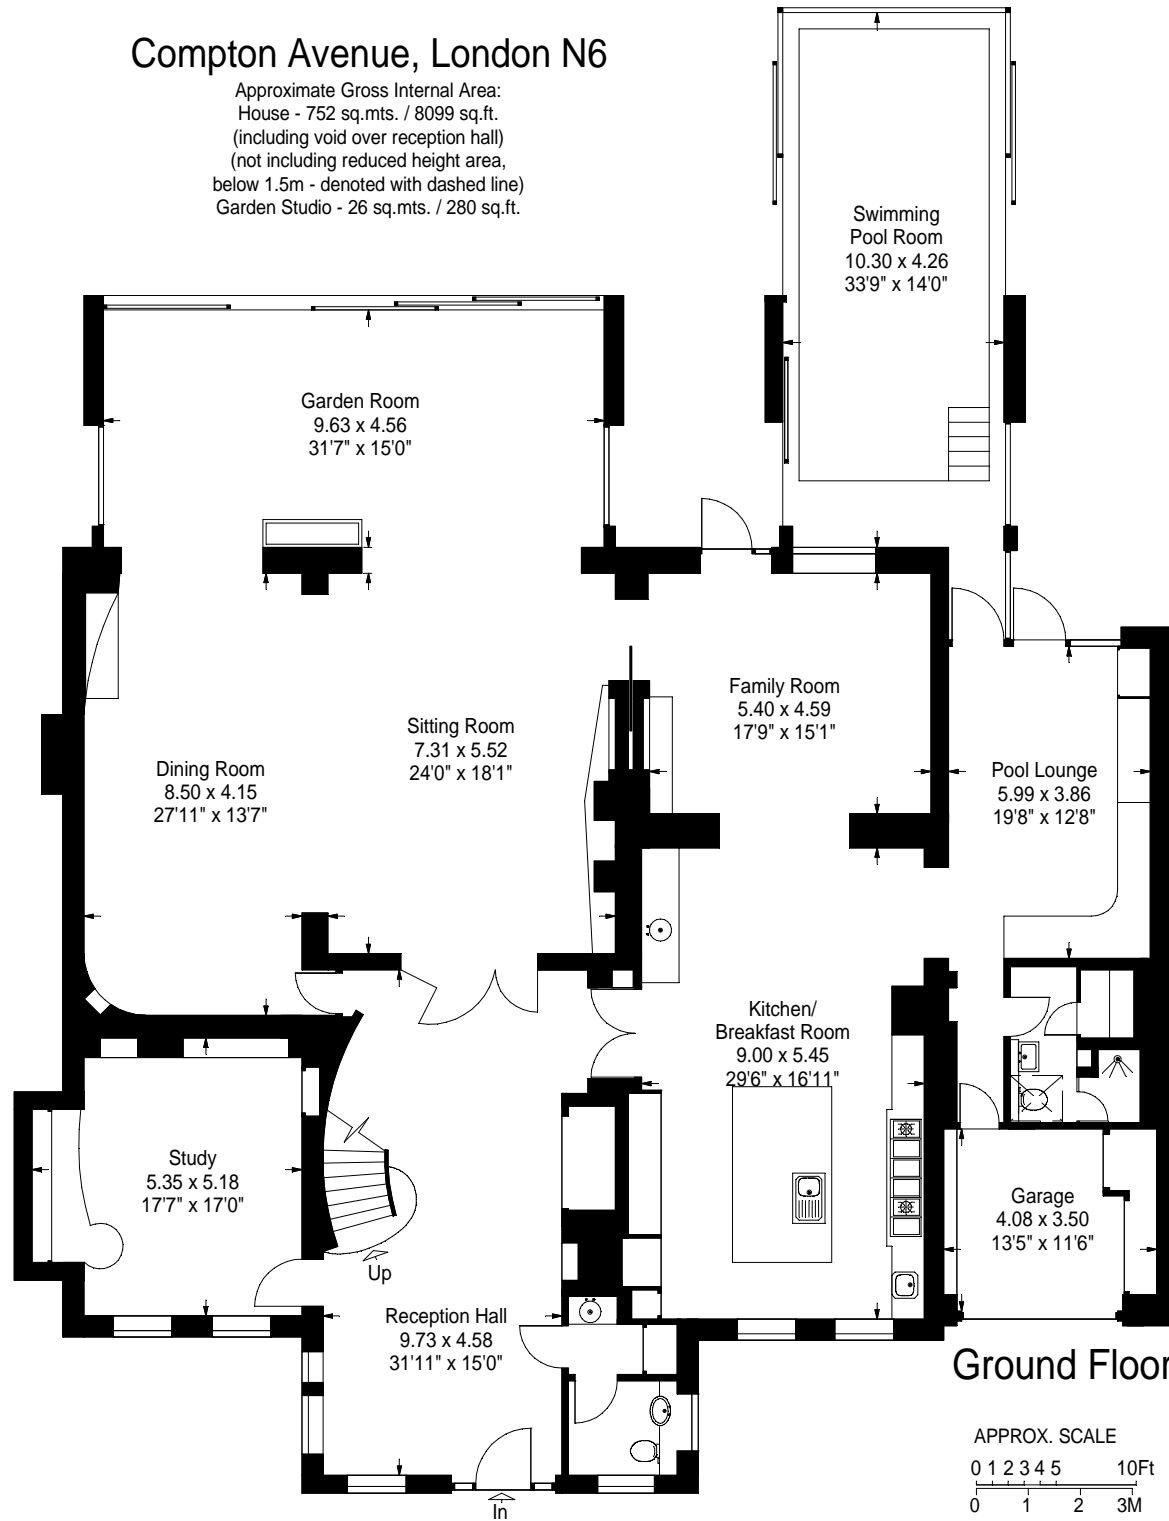 Compton Avenue, London N6
Approximate Gross Internal Area:
House - 752 sq.mts. / 8099 sq.ft.
(including void over reception hall)
(not including reduced height area,
below 1.5m - denoted with dashed line)
Garden Studio - 26 sq.mts. / 280 sq.ft.
Swimming
Pool Room
10.30 x 4.26
33'9" x 14'0"
Garden Room
9.63 x 4.56
31'7" x 15'0"
Family Room
5.40 x 4.59
17'9" x 15'1"
Sitting Room
7.31 x 5.52
24'0" x 18'1"
Dining Room
8.50 x 4.15
27'11" x 13'7"
Pool Lounge
5.99 x 3.86
19'8" x 12'8"
Kitchen/
Breakfast Room
9.00 x 5.45
29'6" x 16'11"
Study
5.35 x 5.18
17'7" x 17'0"
Garage
4.08 x 3.50
13'5" x 11'6"
Up
Reception Hall
9.73 x 4.58
31'11" x 15'0"
In
Ground Floor
APPROX. SCALE
0 1 2 3 4 5 10Ft
0 1 2 3M